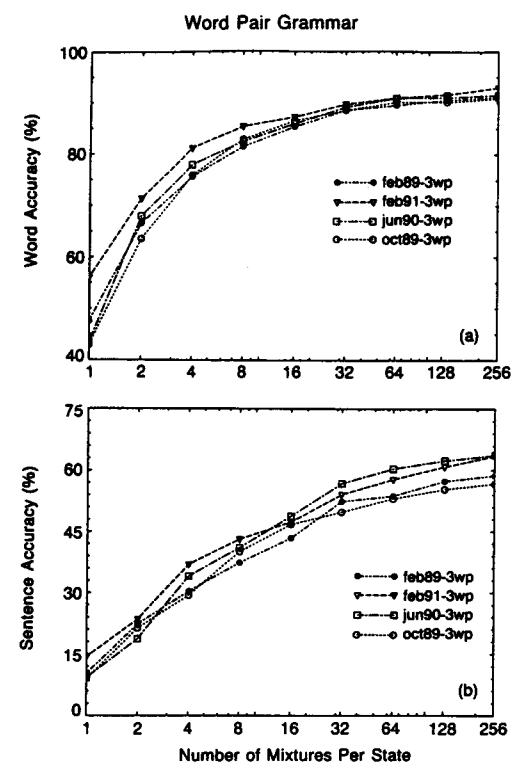 Word Pair Grammar
100
80
60
40
Word Accuracy (%)
feb89-3wp
feb91-3wp
jun90-3wp
oct89-3wp
(a)
1 2 4 8 16 32 64 128 256
75
60
45
30
15
0
Sentence Accuracy (%)
feb89-3wp
feb91-3wp
jun90-3wp
oct89-3wp
(b)
1 2 4 8 16 32 64 128 256
Number of Mixtures Per State